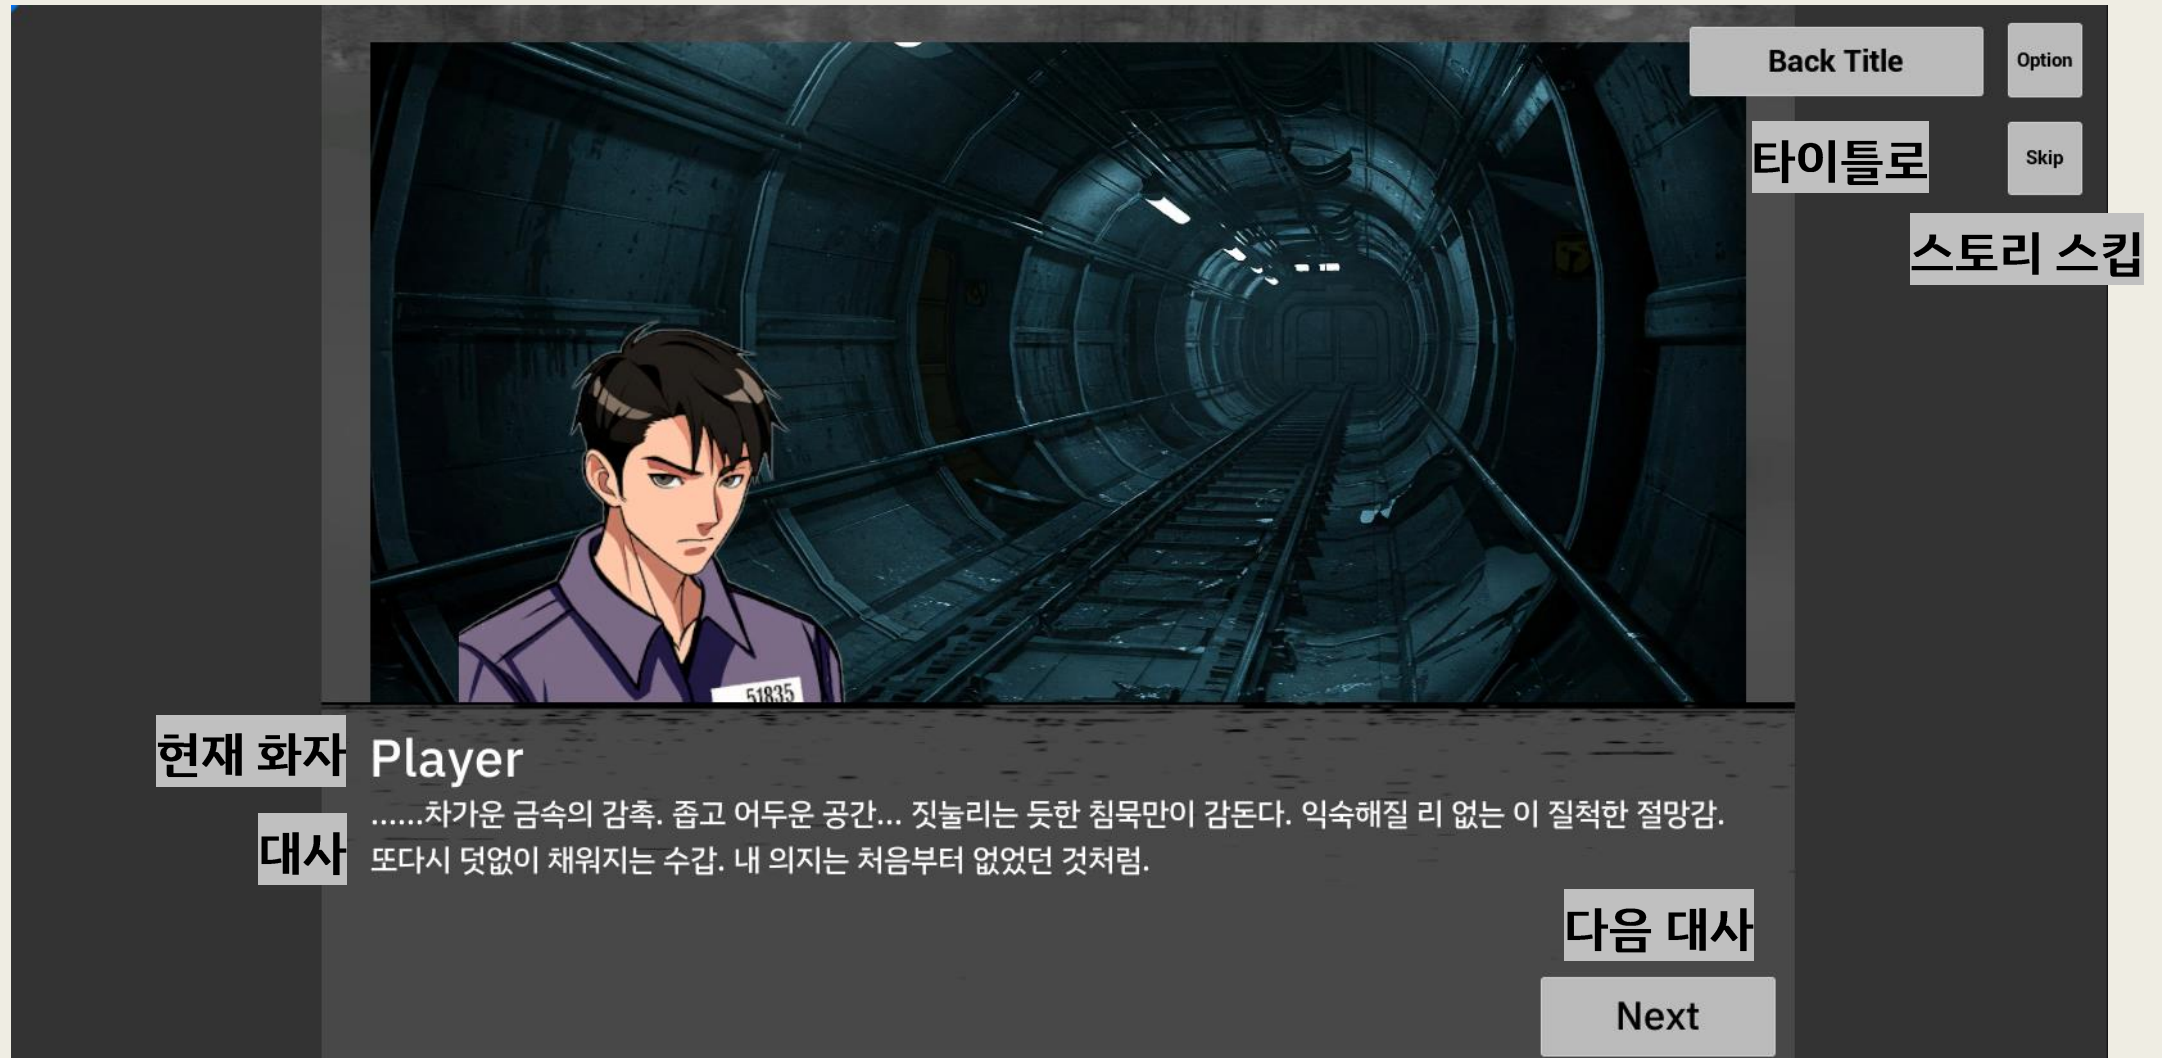 Back Title
Option
타이틀로
Skip
스토리 스킵
51835
현재 화자
Player
대사
......차가운 금속의 감촉. 좁고 어두운 공간... 짓눌리는 듯한 침묵만이 감돈다. 익숙해질 리 없는 이 질척한 절망감.
또다시 덧없이 채워지는 수갑. 내 의지는 처음부터 없었던 것처럼.
다음 대사
Next